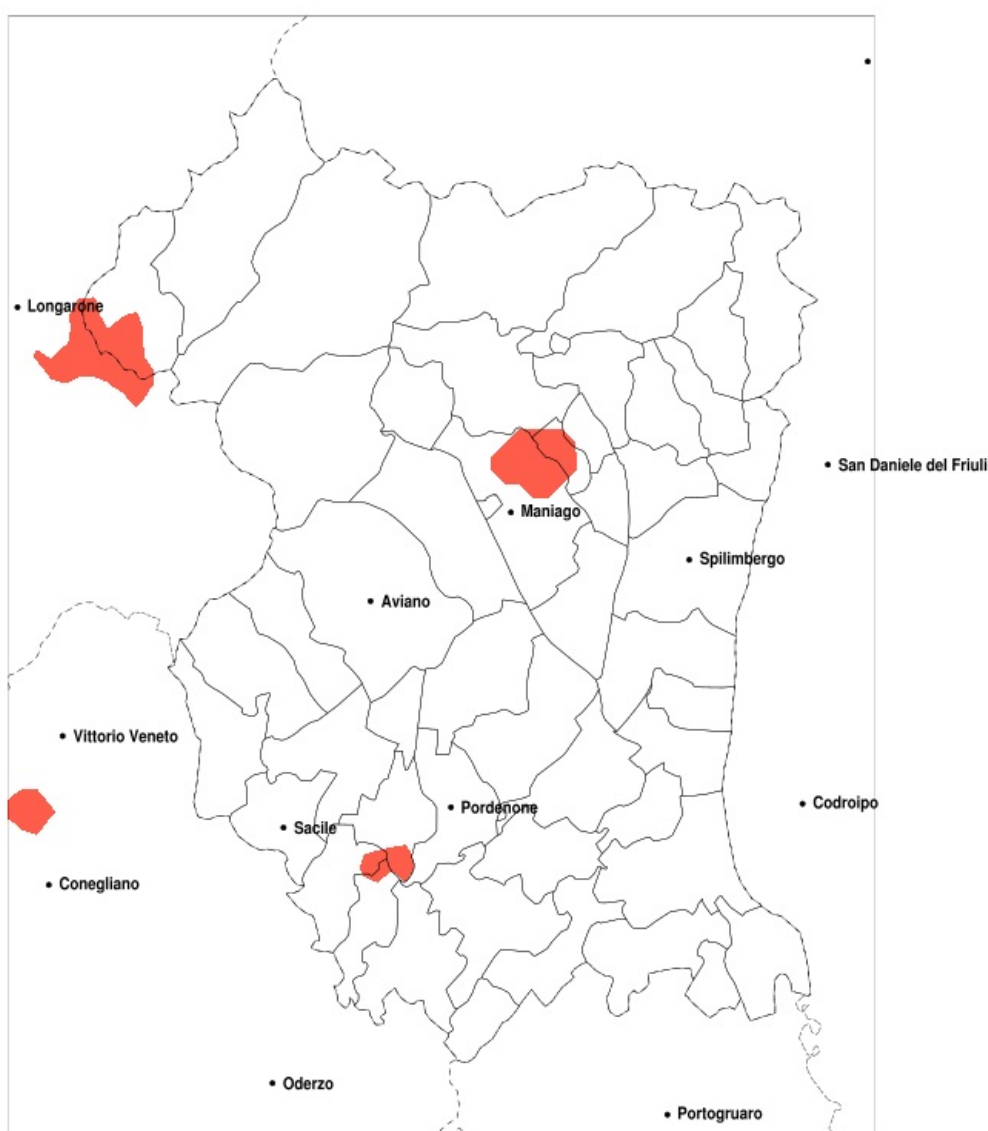 Longarone
San Daniele del Friuli
Maniago
Spilimbergo
Aviano
Vittorio Veneto
Codroipo
Pordenone
Sacile
Conegliano
Oderzo
Portogruaro